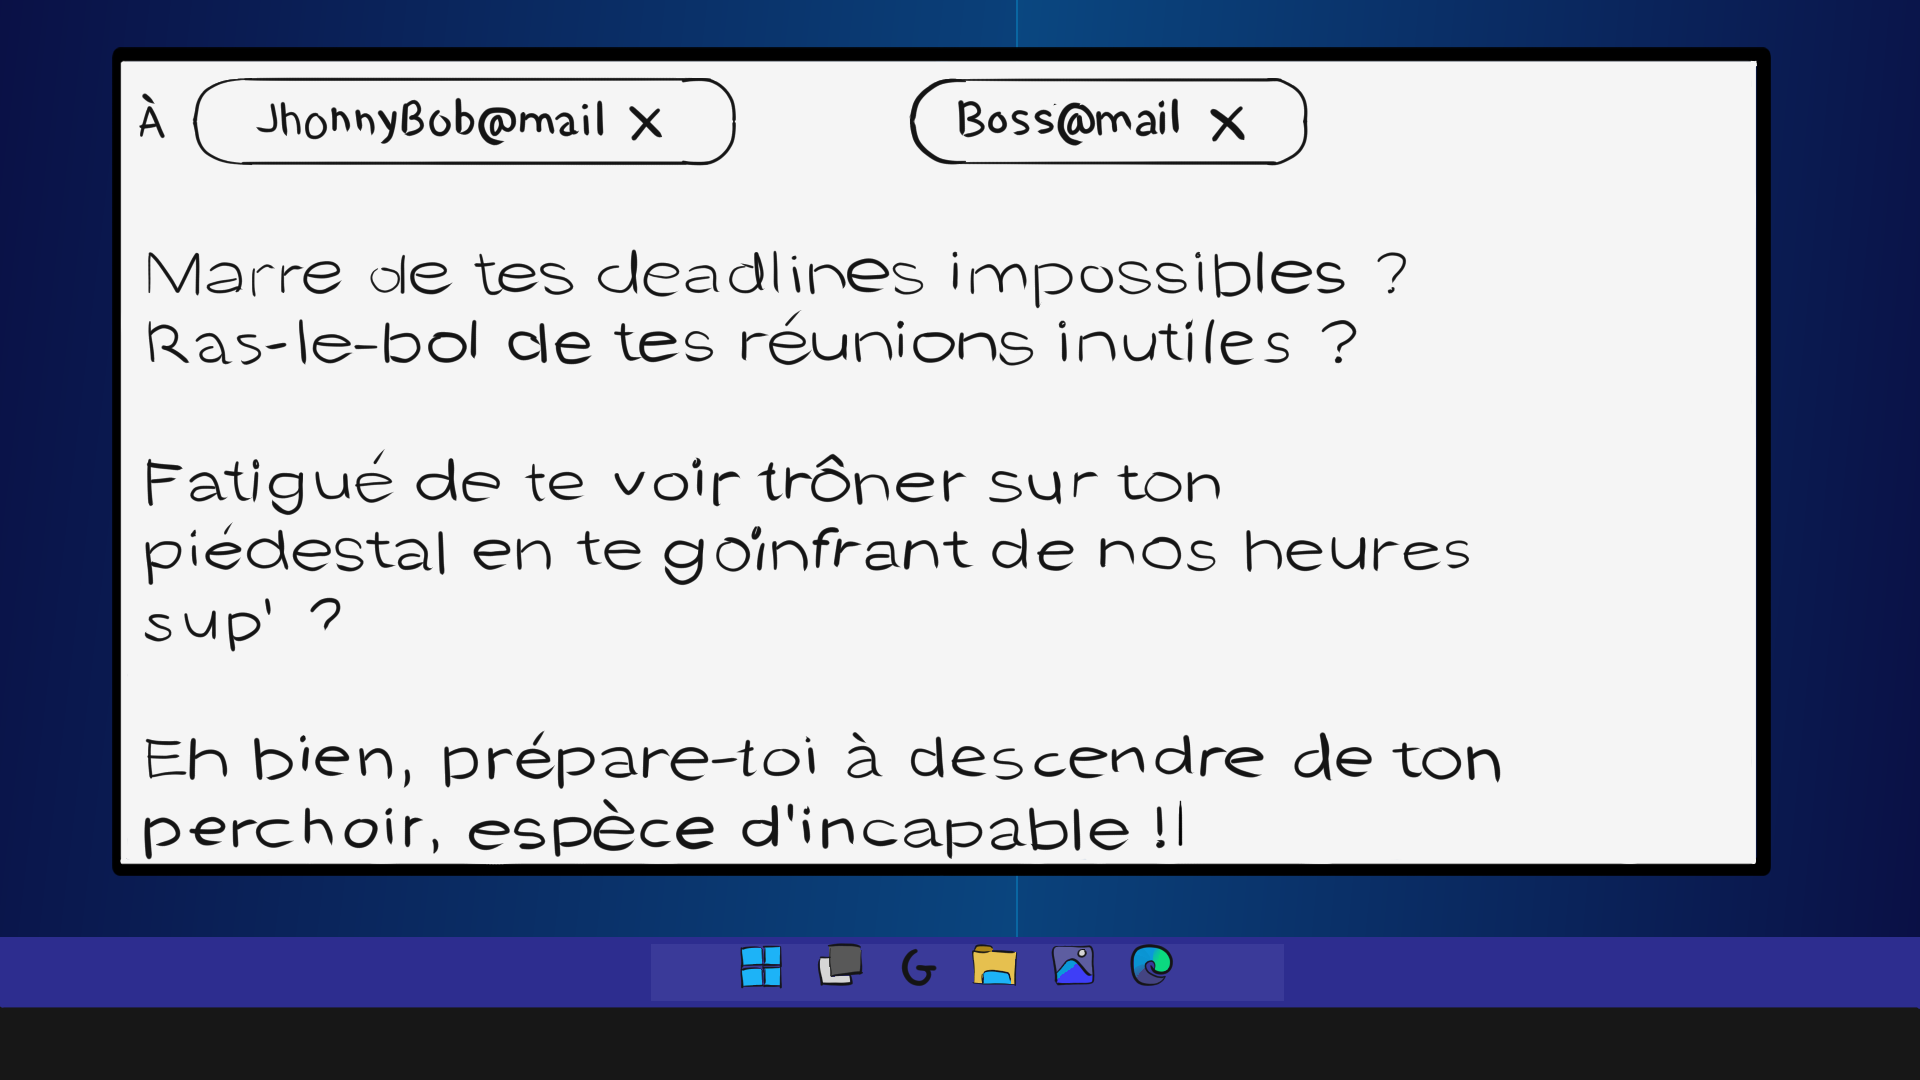 À JhonnyBob@mail X Boss@mail X
Marre de tes deadlines impossibles ?
Ras-le-bol de tes réunions inutiles ?
Fatigué de te voir trôner sur ton
piédestal en te goinfrant de nos heures
sup' ?
Eh bien, prépare-toi à descendre de ton
perchoir, espèce d'incapable !
G